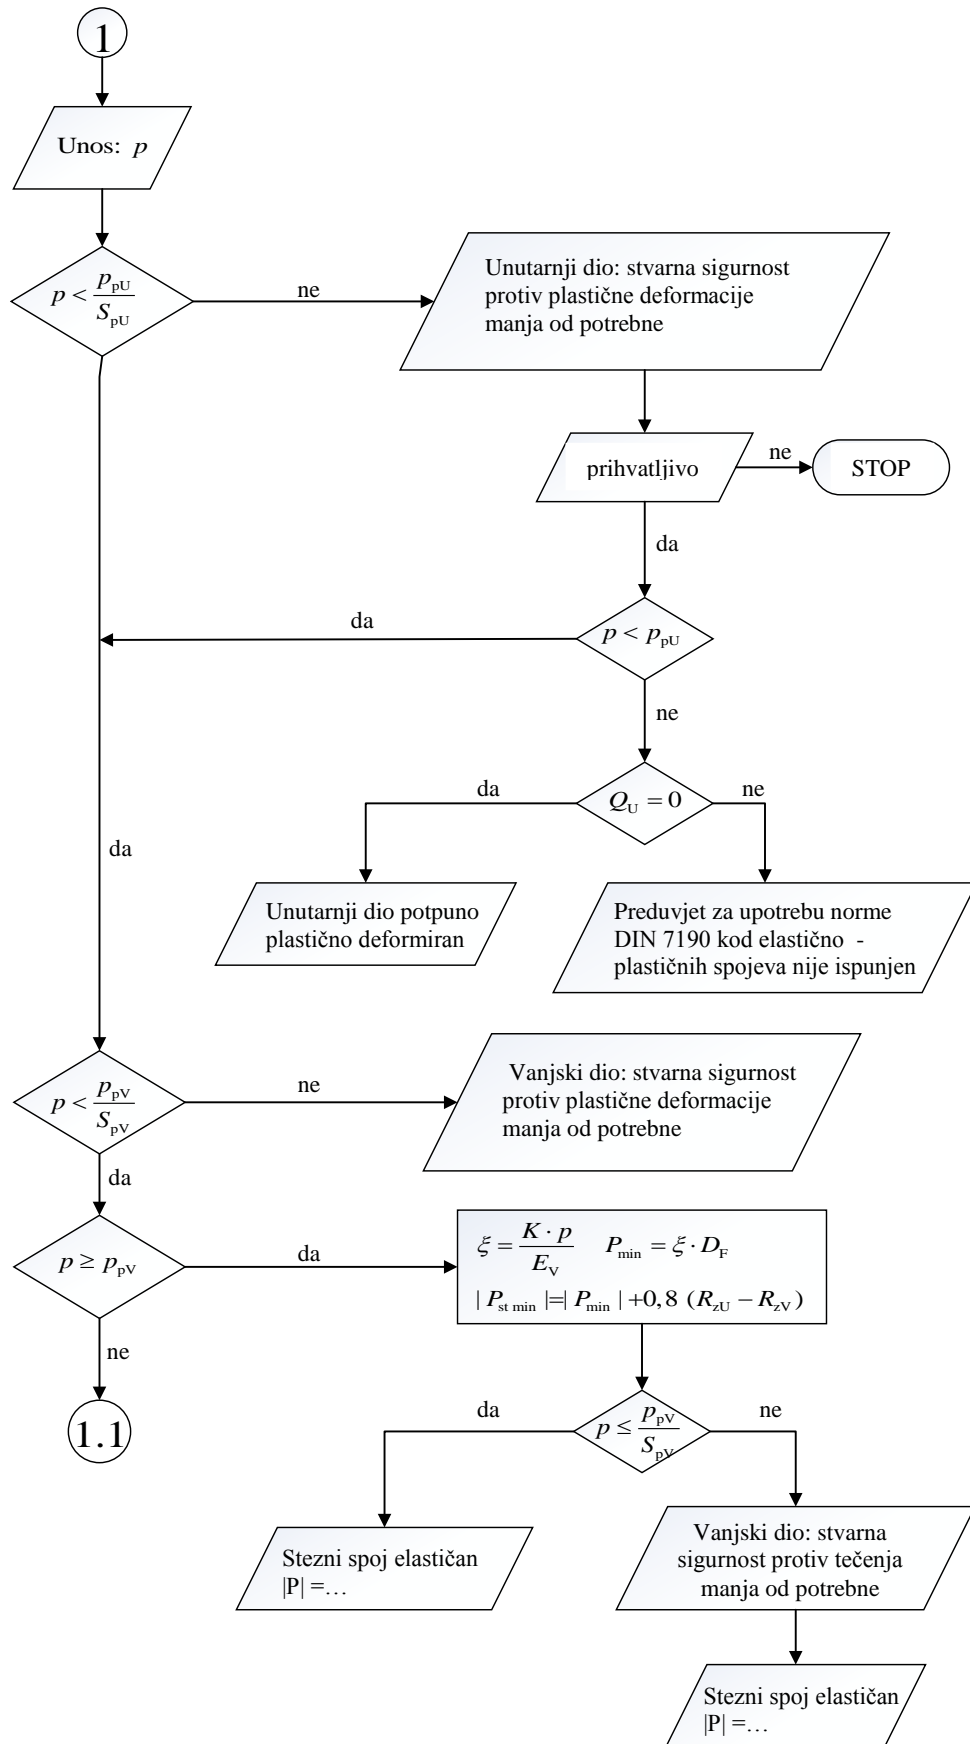 1
Unos: p
p < p_pU / S_pU
ne
Unutarnji dio: stvarna sigurnost
protiv plastične deformacije
manja od potrebne
prihvatljivo
ne
STOP
da
da
p < p_pU
ne
da
Q_U = 0
ne
da
Unutarnji dio potpuno
plastično deformiran
Preduvjet za upotrebu norme
DIN 7190 kod elastično -
plastičnih spojeva nije ispunjen
p < p_pV / S_pV
ne
Vanjski dio: stvarna sigurnost
protiv plastične deformacije
manja od potrebne
da
p ≥ p_pV
da
ξ = K · p / E_V P_min = ξ · D_F
| P_st min |=| P_min | +0,8 (R_zU − R_zV)
ne
1.1
da
p ≤ p_pV / S_pV
ne
Stezni spoj elastičan
|P| =...
Vanjski dio: stvarna
sigurnost protiv tečenja
manja od potrebne
Stezni spoj elastičan
|P| =...